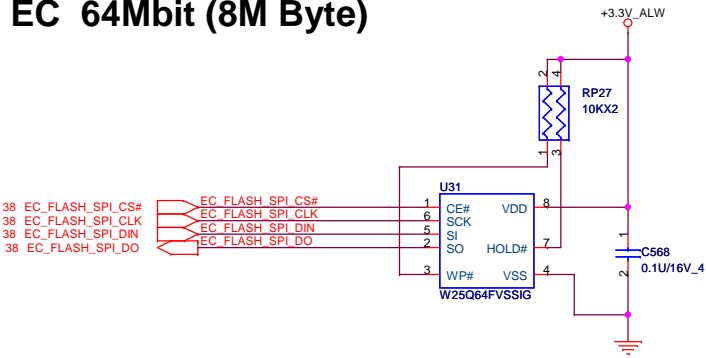 EC 64Mbit (8M Byte)
+3.3V_ALW
2
4
RP27
10KX2
1
3
U31
38 EC_FLASH_SPI_CS# EC_FLASH_SPI_CS# 1 CE# VDD 8
38 EC_FLASH_SPI_CLK EC_FLASH_SPI_CLK 6 SCK
38 EC_FLASH_SPI_DIN EC_FLASH_SPI_DIN 5 SI
38 EC_FLASH_SPI_DO EC_FLASH_SPI_DO 2 SO HOLD# 7
3 WP# VSS 4
W25Q64FVSSIG
1
C568
0.1U/16V_4
2